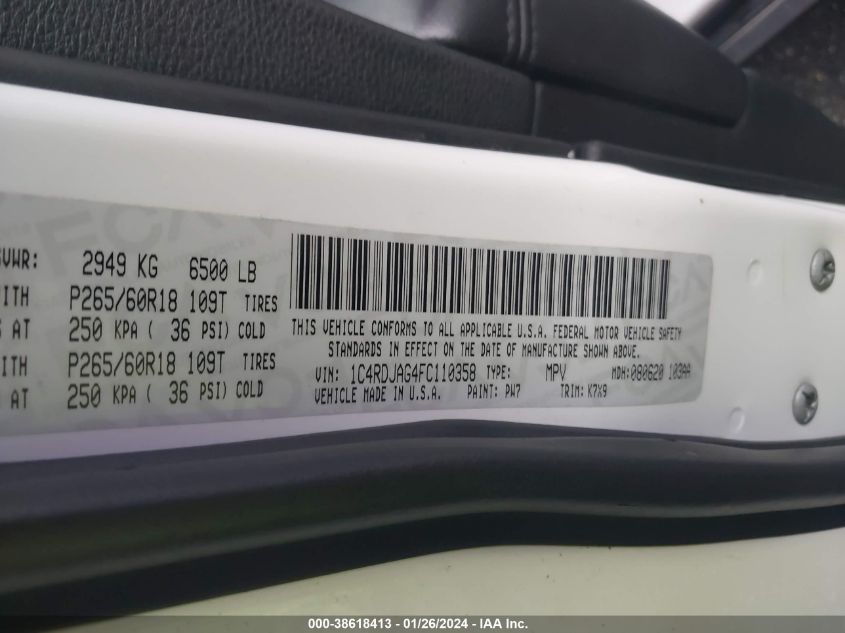 GVWR: 2949 KG 6500 LB
WITH P265/60R18 109T TIRES
AT 250 KPA ( 36 PSI) COLD
WITH P265/60R18 109T TIRES
AT 250 KPA ( 36 PSI) COLD
THIS VEHICLE CONFORMS TO ALL APPLICABLE U.S.A. FEDERAL MOTOR VEHICLE SAFETY
STANDARDS IN EFFECT ON THE DATE OF MANUFACTURE SHOWN ABOVE.
VIN: 1C4RDJAG4FC110358 TYPE: MPV MDH: 080620 103AA
VEHICLE MADE IN U.S.A. PAINT: PW7 TRIM: K7X9
000-38618413 - 01/26/2024 - IAA Inc.